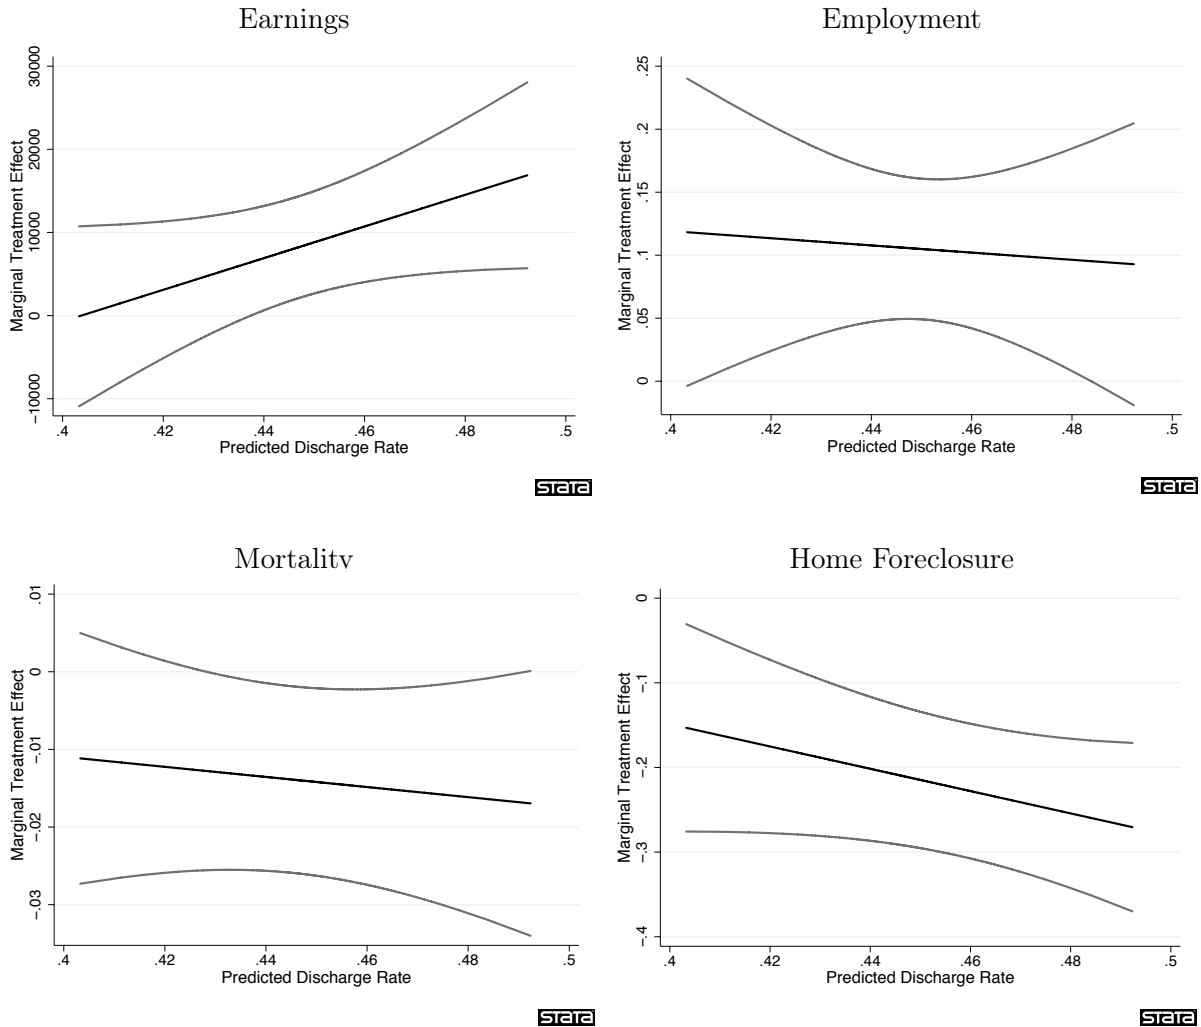 Earnings
Marginal Treatment Effect
30000
20000
10000
0
−10000
.4 .42 .44 .46 .48 .5
Predicted Discharge Rate
STATA
Employment
Marginal Treatment Effect
.25
.2
.15
.1
.05
0
.4 .42 .44 .46 .48 .5
Predicted Discharge Rate
STATA
Mortality
Marginal Treatment Effect
.01
0
−.01
−.02
−.03
.4 .42 .44 .46 .48 .5
Predicted Discharge Rate
STATA
Home Foreclosure
Marginal Treatment Effect
0
−.1
−.2
−.3
−.4
.4 .42 .44 .46 .48 .5
Predicted Discharge Rate
STATA